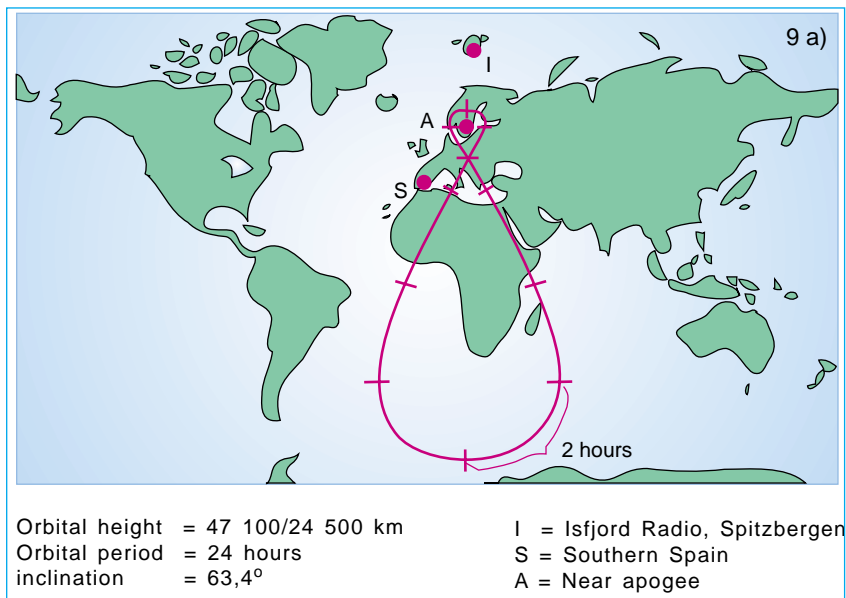 9 a)
I
A
S
2 hours
Orbital height = 47 100/24 500 km
Orbital period = 24 hours
inclination = 63,4º
I = Isfjord Radio, Spitzbergen
S = Southern Spain
A = Near apogee